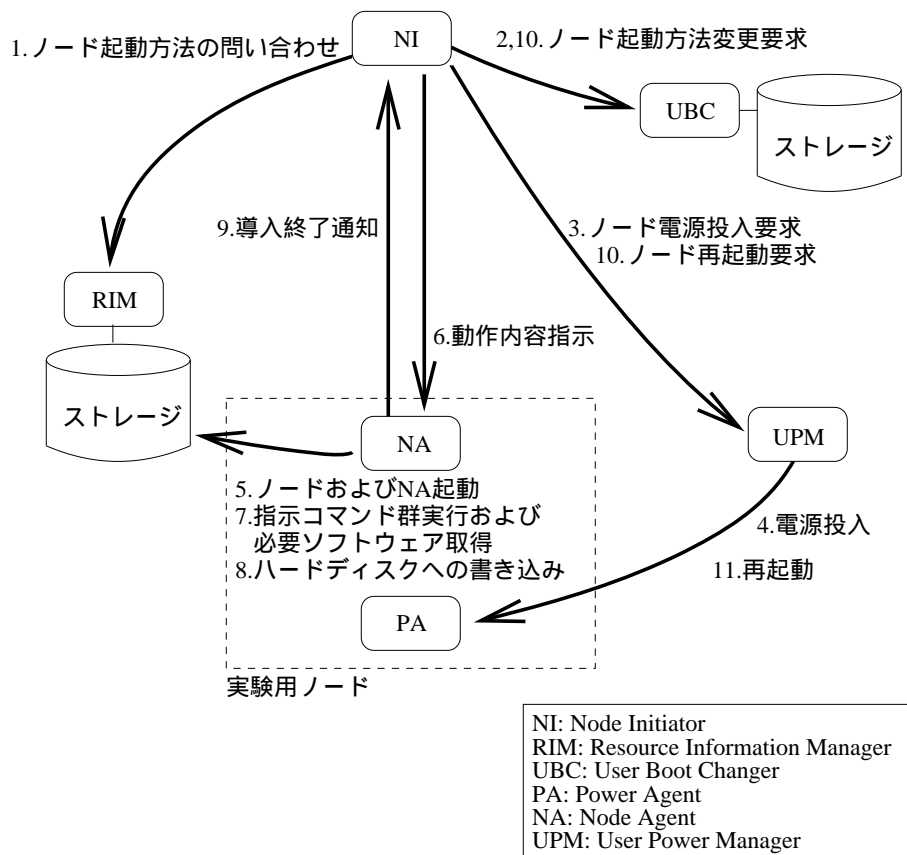 1.ノード起動方法の問い合わせ
NI
2,10.ノード起動方法変更要求
UBC
ストレージ
9.導入終了通知
3.ノード電源投入要求
10.ノード再起動要求
RIM
6.動作内容指示
ストレージ
NA
UPM
5.ノードおよびNA起動
7.指示コマンド群実行および
必要ソフトウェア取得
8.ハードディスクへの書き込み
4.電源投入
11.再起動
PA
実験用ノード
NI: Node Initiator
RIM: Resource Information Manager
UBC: User Boot Changer
PA: Power Agent
NA: Node Agent
UPM: User Power Manager